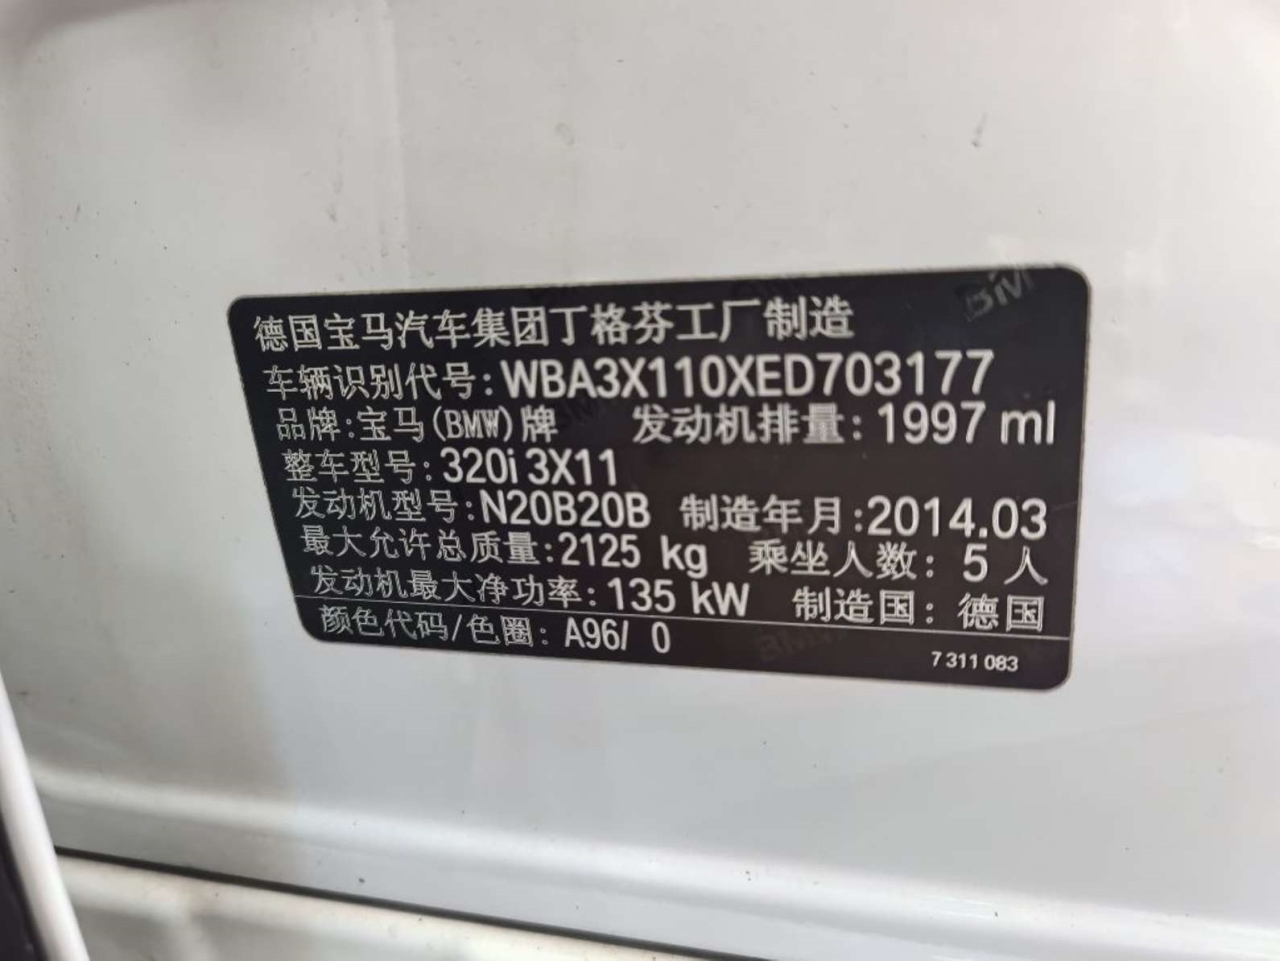 德国宝马汽车集团丁格芬工厂制造
车辆识别代号: WBA3X110XED703177
品牌:宝马(BMW)牌 发动机排量: 1997 ml
整车型号: 320i 3X11
发动机型号: N20B20B 制造年月:2014.03
最大允许总质量:2125 kg 乘坐人数: 5 人
发动机最大净功率: 135 kW 制造国: 德国
颜色代码/色圈: A96/ 0
7 311 083